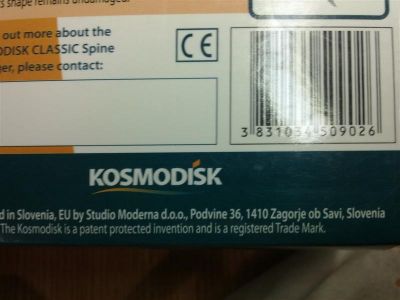 s shape remains undamaged.
out more about the
ODISK CLASSIC Spine
ger, please contact:
CE
3 831034 509026
KOSMODISK
d in Slovenia, EU by Studio Moderna d.o.o., Podvine 36, 1410 Zagorje ob Savi, Slovenia
The Kosmodisk is a patent protected invention and is a registered Trade Mark.